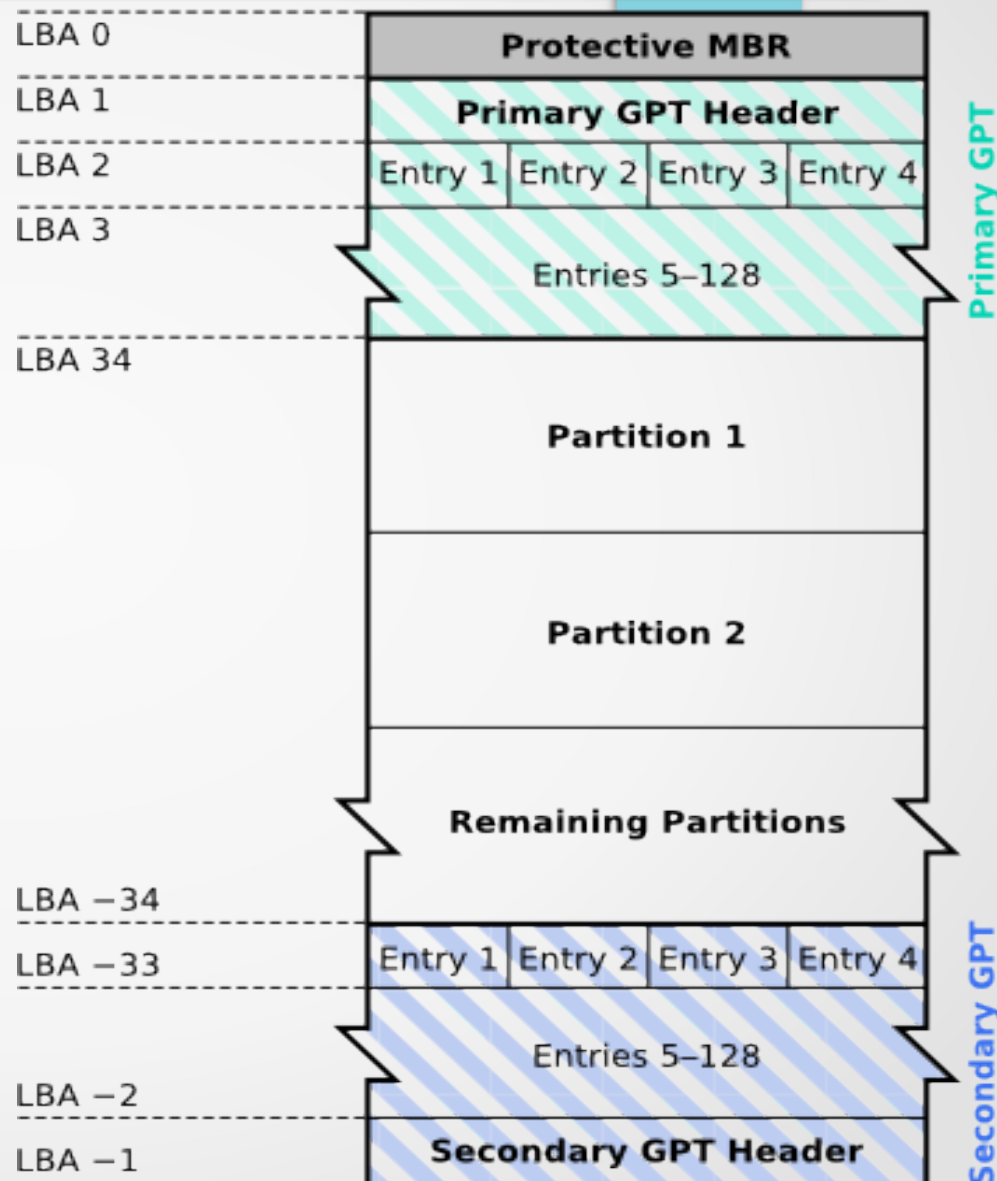 LBA 0
Protective MBR
LBA 1
Primary GPT Header
LBA 2
Entry 1 Entry 2 Entry 3 Entry 4
LBA 3
Entries 5–128
Primary GPT
LBA 34
Partition 1
Partition 2
Remaining Partitions
LBA −34
LBA −33
Entry 1 Entry 2 Entry 3 Entry 4
Entries 5–128
LBA −2
LBA −1
Secondary GPT Header
Secondary GPT